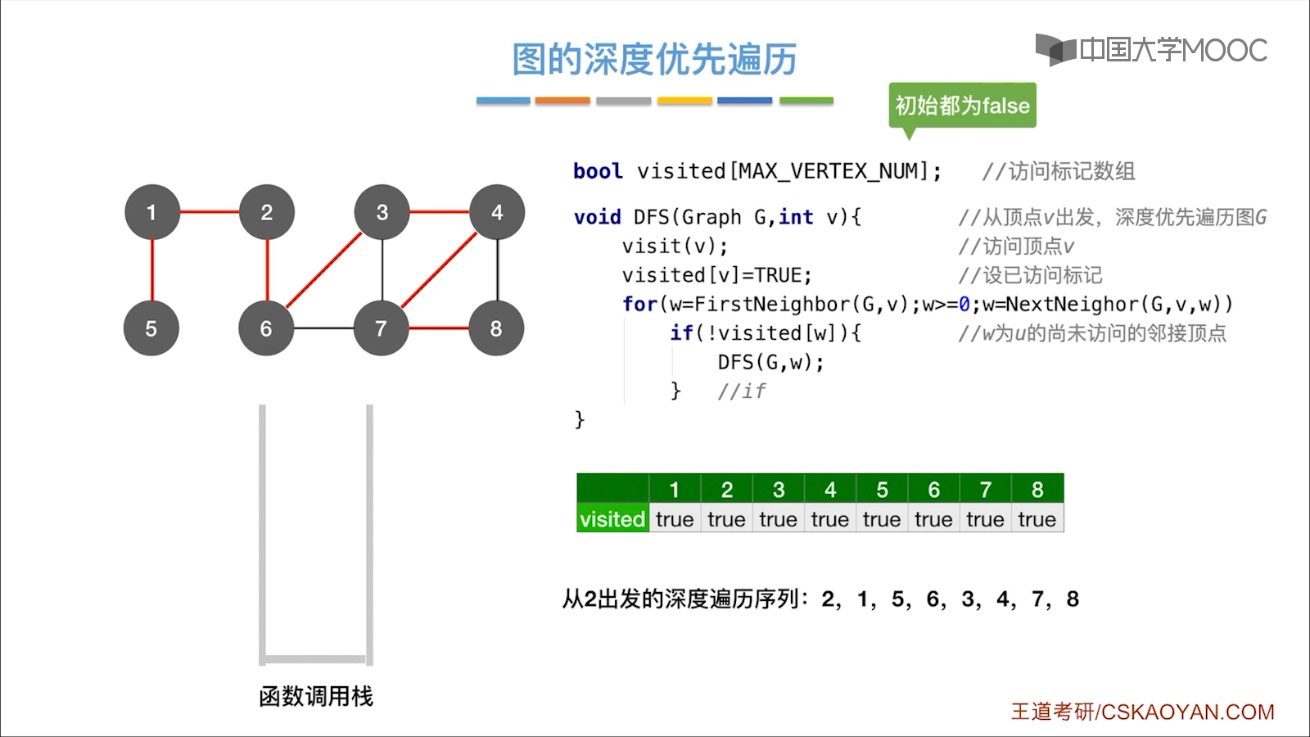 图的深度优先遍历
中国大学MOOC
初始都为false
bool visited[MAX_VERTEX_NUM]; //访问标记数组
void DFS(Graph G,int v){ //从顶点v出发，深度优先遍历图G
visit(v); //访问顶点v
visited[v]=TRUE; //设已访问标记
for(w=FirstNeighbor(G,v);w>=0;w=NextNeighor(G,v,w))
if(!visited[w]){ //w为u的尚未访问的邻接顶点
DFS(G,w);
} //if
}
1 2 3 4
5 6 7 8
1 2 3 4 5 6 7 8
visited true true true true true true true true
从2出发的深度遍历序列：2，1，5，6，3，4，7，8
函数调用栈
王道考研/CSKAOYAN.COM